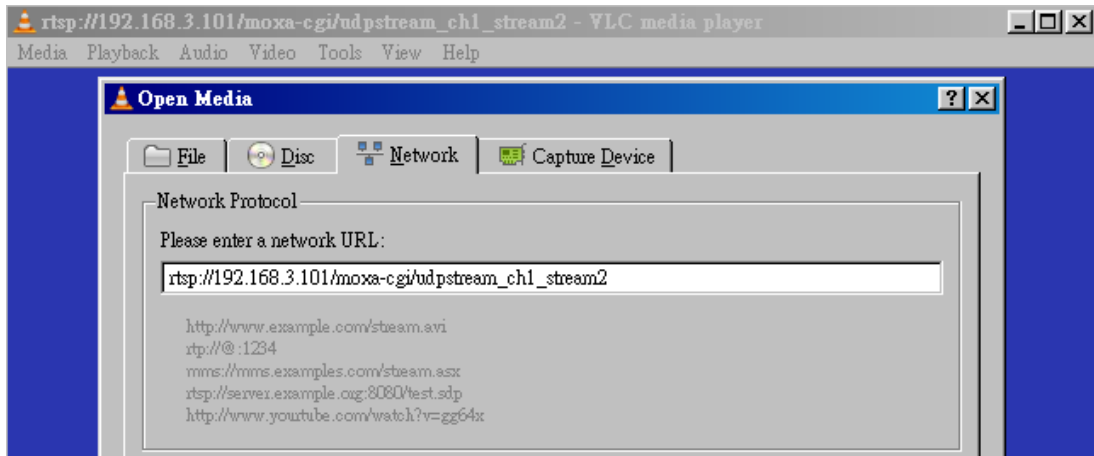 rtsp://192.168.3.101/moxa-cgi/udpstream_ch1_stream2 - VLC media player
Media Playback Audio Video Tools View Help
Open Media
File Disc Network Capture Device
Network Protocol
Please enter a network URL:
rtsp://192.168.3.101/moxa-cgi/udpstream_ch1_stream2
http://www.example.com/stream.avi
rtp://@:1234
mms://mms.examples.com/stream.asx
rtsp://server.example.org:8080/test.sdp
http://www.yourtube.com/watch?v=gg64x